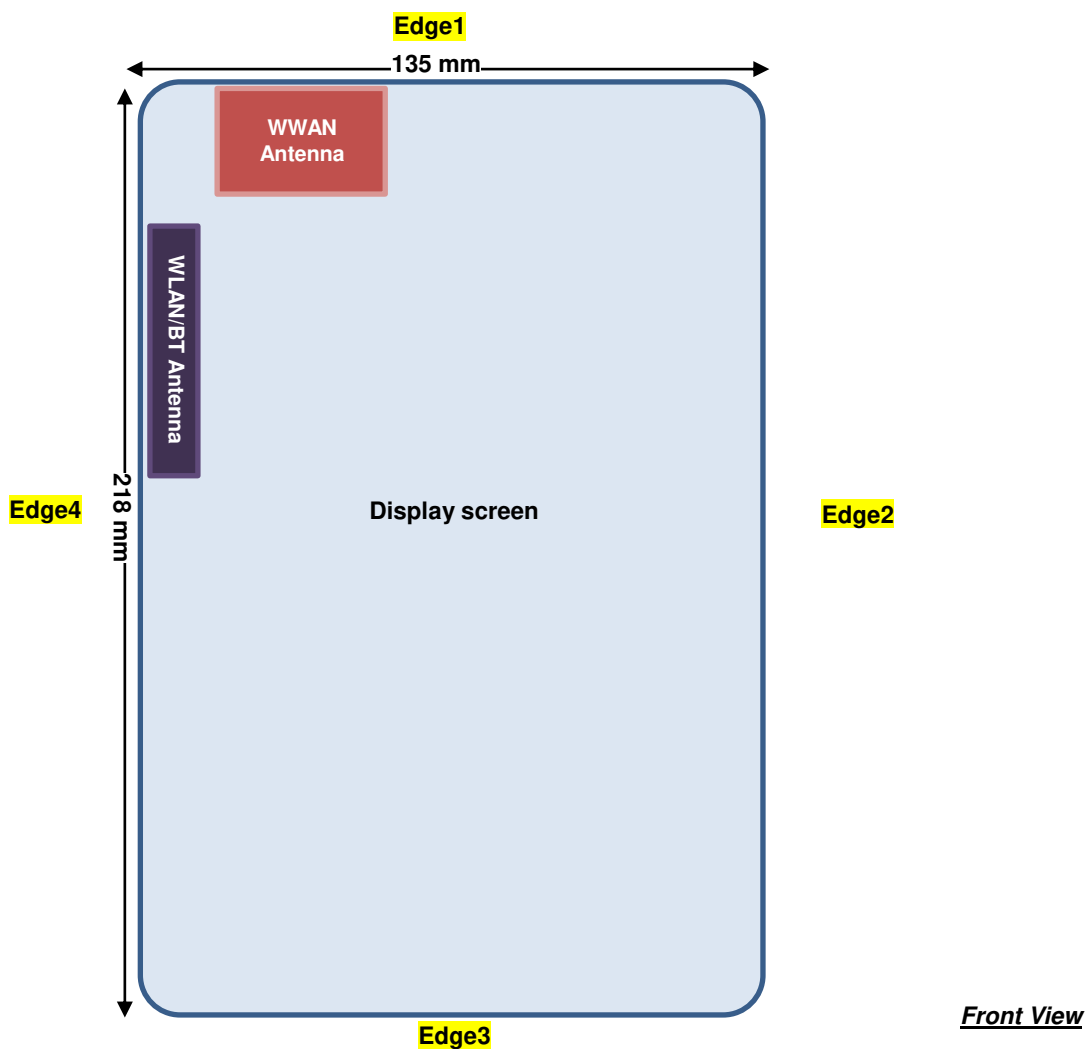 Edge1
135 mm
WWAN
Antenna
WLAN/BT Antenna
218 mm
Edge4
Display screen
Edge2
Edge3
Front View